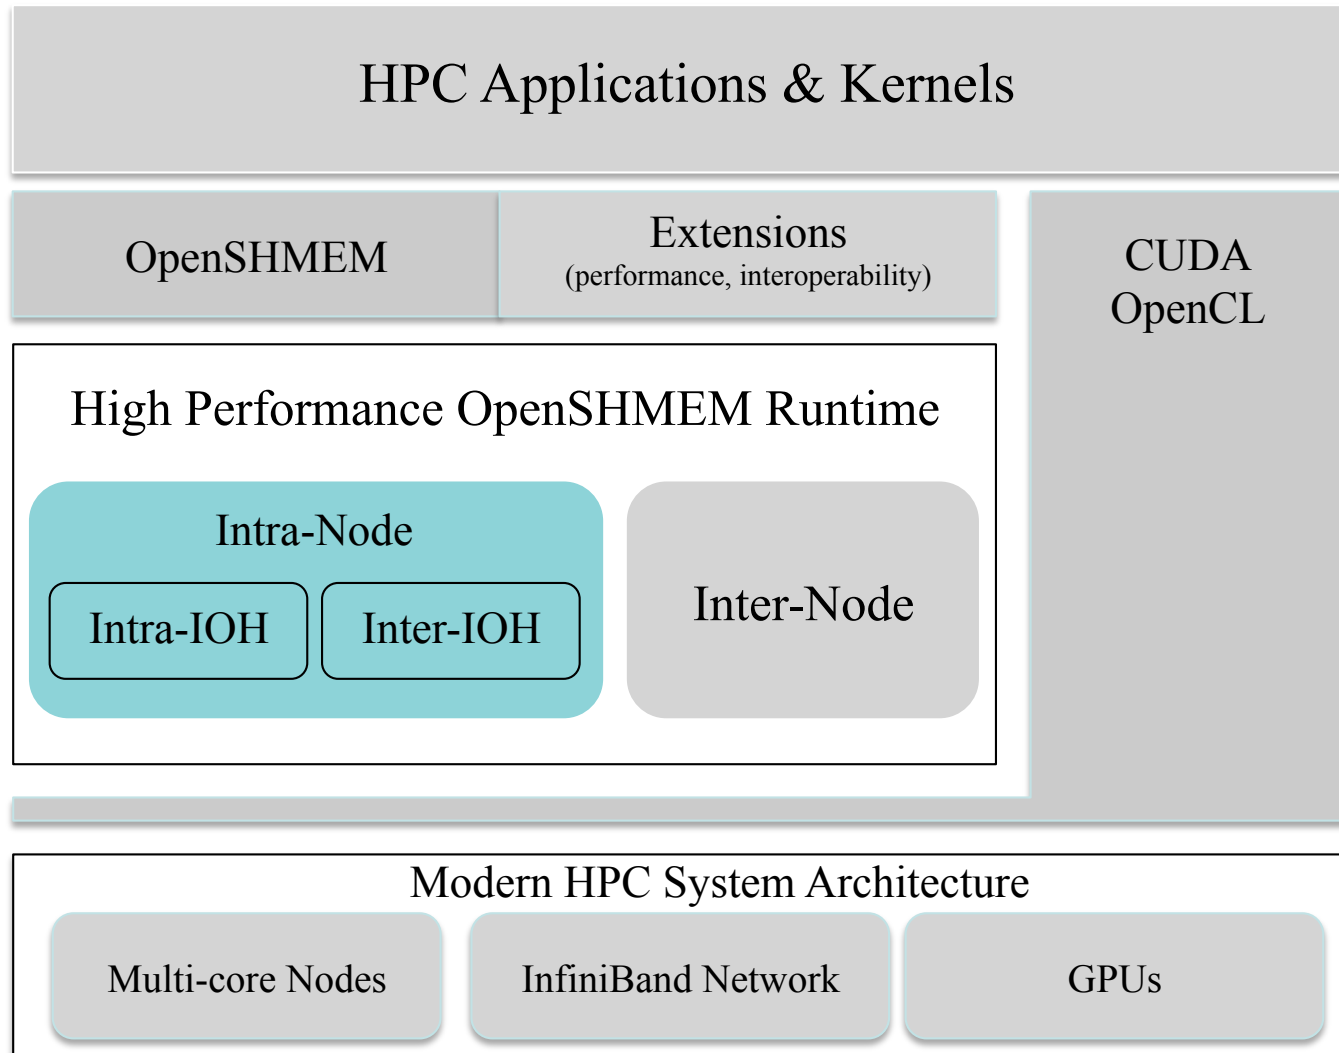 HPC Applications & Kernels
OpenSHMEM
Extensions
(performance, interoperability)
CUDA
OpenCL
High Performance OpenSHMEM Runtime
Intra-Node
Intra-IOH
Inter-IOH
Inter-Node
Modern HPC System Architecture
Multi-core Nodes
InfiniBand Network
GPUs